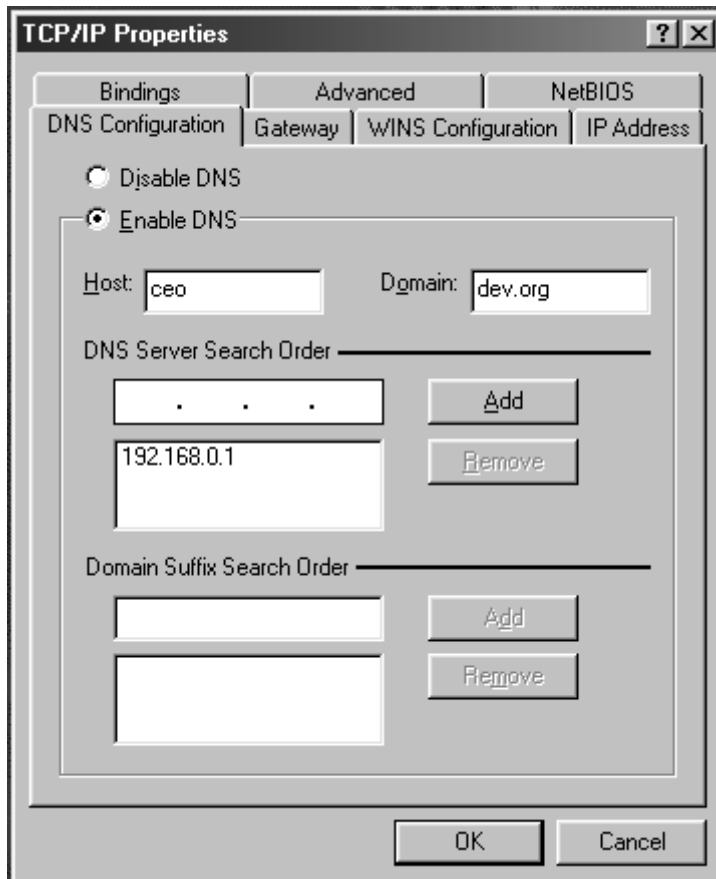 TCP/IP Properties
Bindings Advanced NetBIOS
DNS Configuration Gateway WINS Configuration IP Address
Disable DNS
Enable DNS
Host: ceo Domain: dev.org
DNS Server Search Order
. . . Add
192.168.0.1 Remove
Domain Suffix Search Order
Add
Remove
OK Cancel